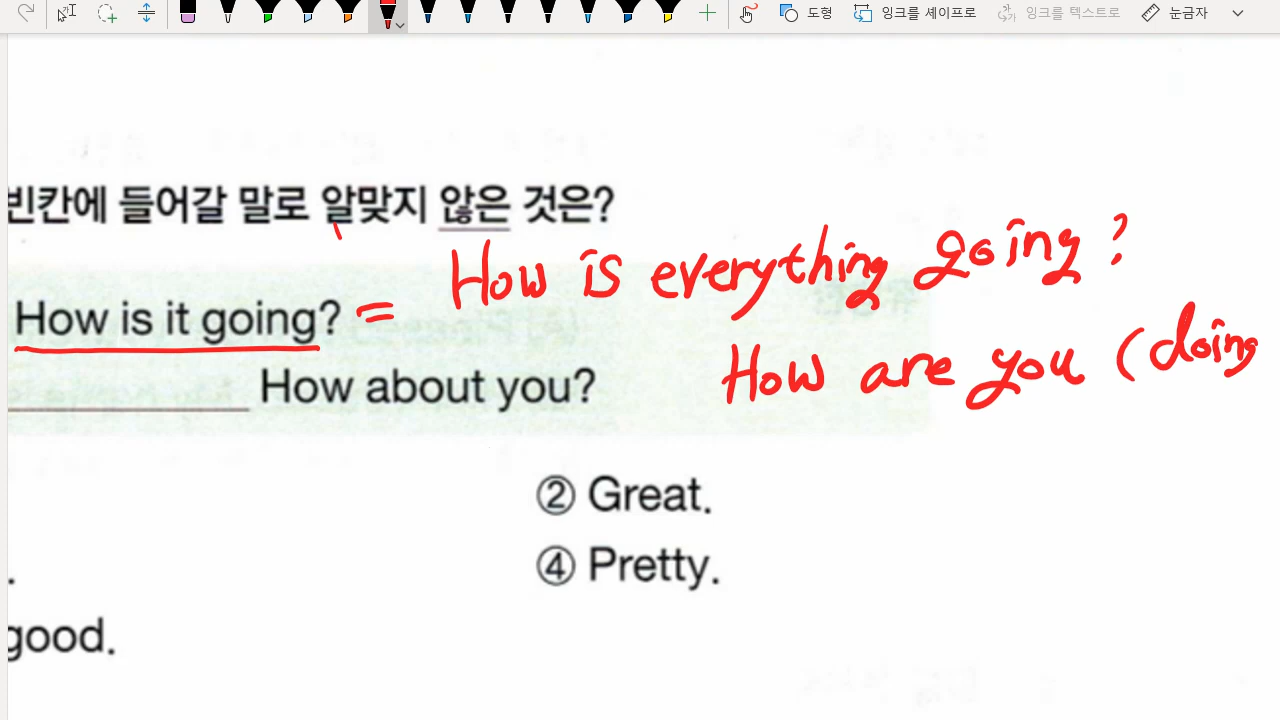 도형 잉크를 셰이프로 잉크를 텍스트로 눈금자
빈칸에 들어갈 말로 알맞지 않은 것은?
How is it going? = How is everything going?
How are you (doing
How about you?
② Great.
④ Pretty.
good.